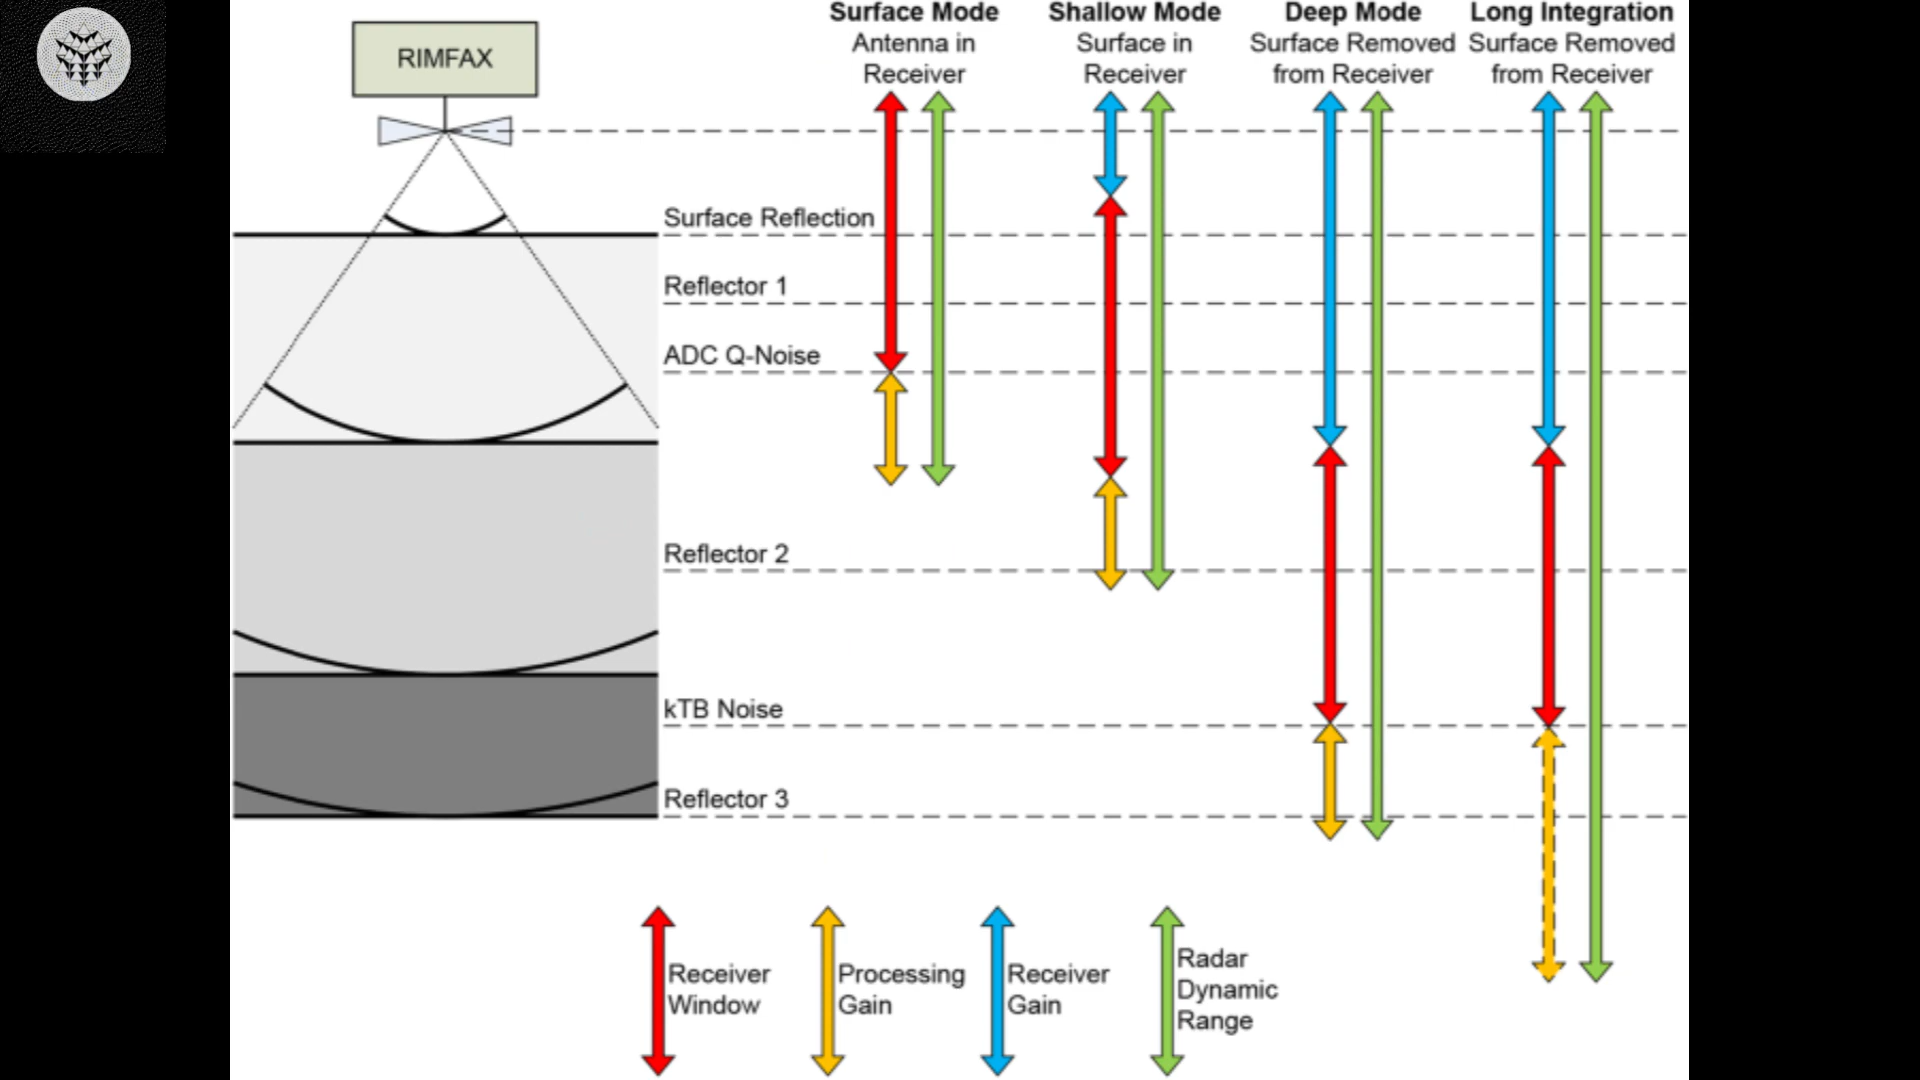 RIMFAX
Surface Mode
Antenna in
Receiver
Shallow Mode
Surface in
Receiver
Deep Mode
Surface Removed
from Receiver
Long Integration
Surface Removed
from Receiver
Surface Reflection
Reflector 1
ADC Q-Noise
Reflector 2
kTB Noise
Reflector 3
Receiver
Window
Processing
Gain
Receiver
Gain
Radar
Dynamic
Range